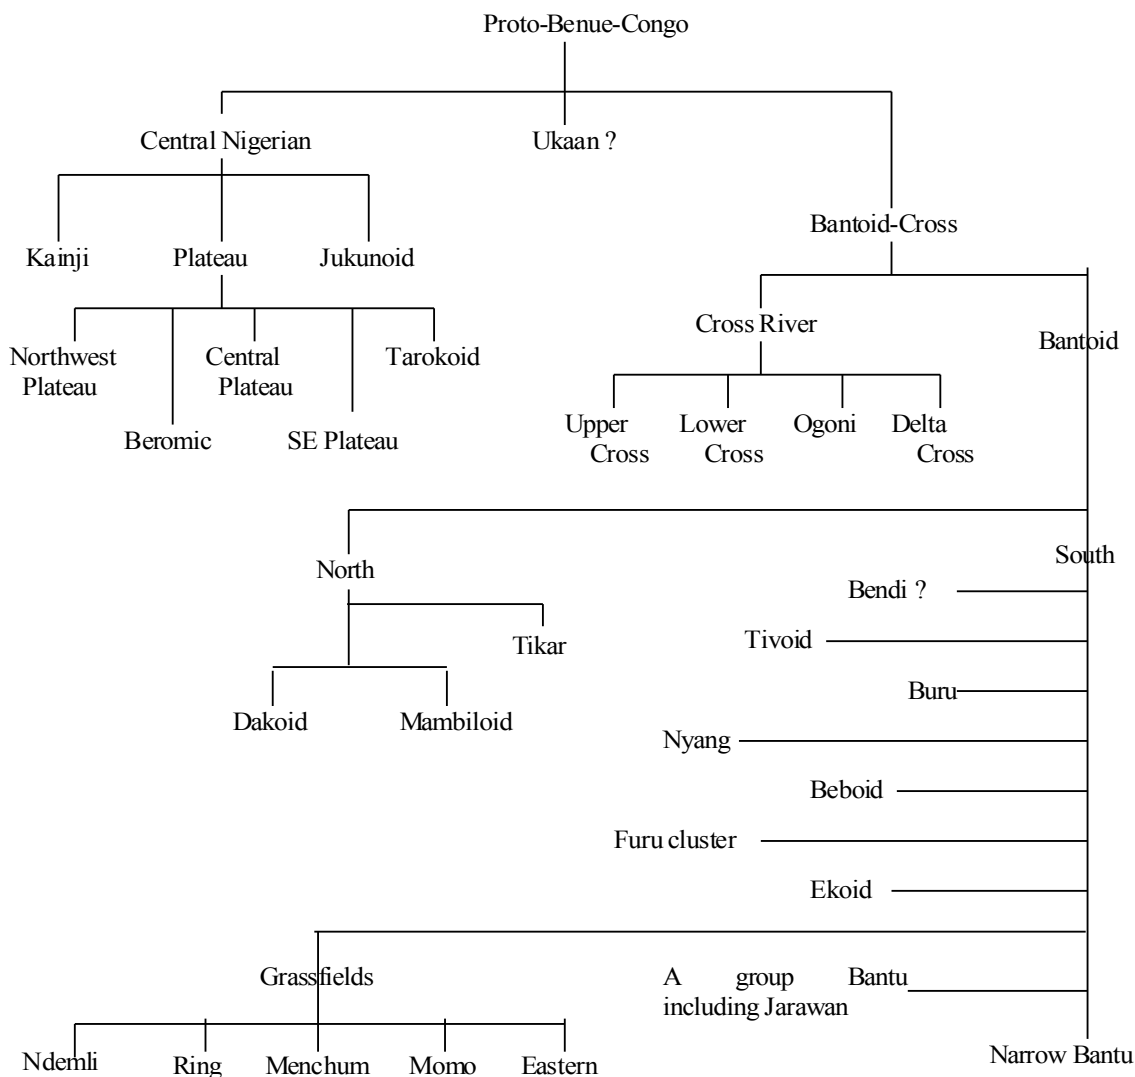 Proto-Benue-Congo
Central Nigerian
Ukaan ?
Bantoid-Cross
Kainji
Plateau
Jukunoid
Cross River
Bantoid
Northwest
Plateau
Central
Plateau
Tarokoid
Beromic
SE Plateau
Upper
Cross
Lower
Cross
Ogoni
Delta
Cross
North
South
Bendi ?
Tikar
Tivoid
Buru
Dakoid
Mambiloid
Nyang
Beboid
Furu cluster
Ekoid
Grassfields
A group Bantu
including Jarawan
Ndemli
Ring
Menchum
Momo
Eastern
Narrow Bantu